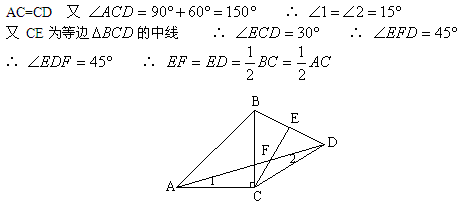 AC=CD 又 ∠ACD = 90°+60° = 150° ∴ ∠1=∠2=15°
又 CE 为等边 ΔBCD 的中线 ∴ ∠ECD = 30° ∴ ∠EFD = 45°
∴ ∠EDF = 45° ∴ EF = ED = 1/2 BC = 1/2 AC
B
E
D
F
2
A
1
C